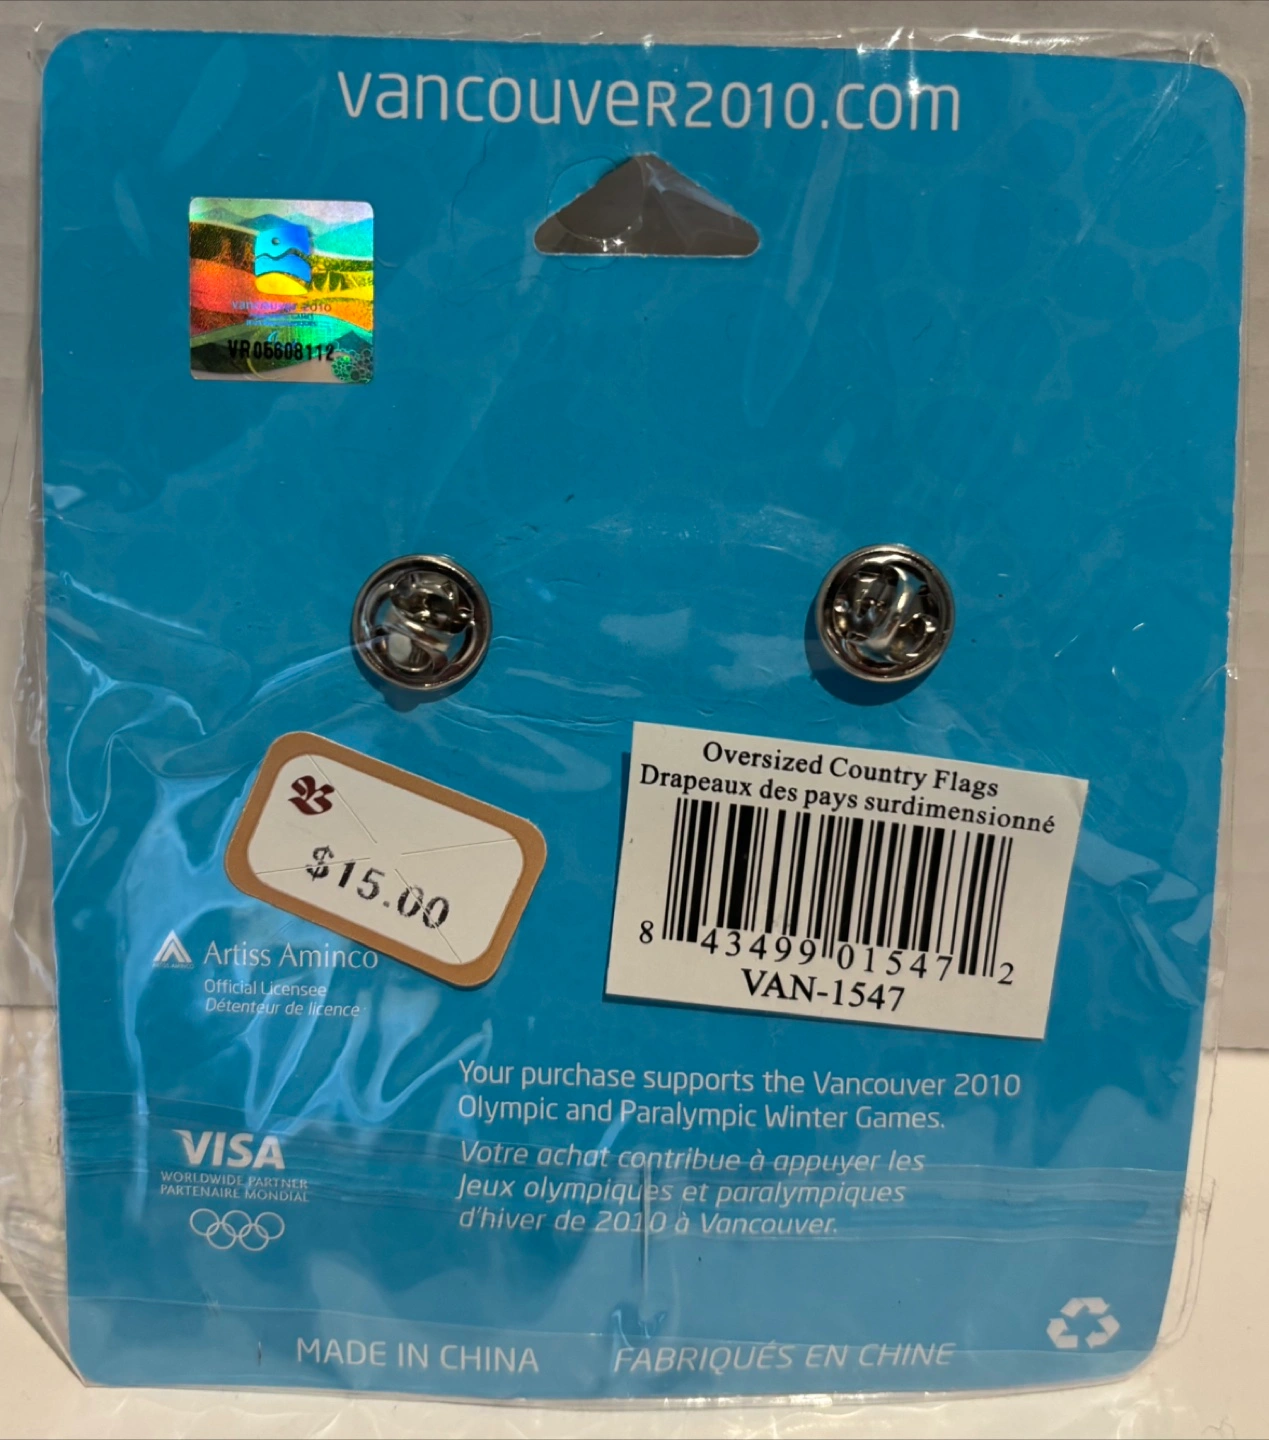 vancouver2010.com
vancouver 2010
VR05608112
Oversized Country Flags
Drapeaux des pays surdimensionné
8 43499 01547 2
VAN-1547
$15.00
Artiss Aminco
Official Licensee
Détenteur de licence
Your purchase supports the Vancouver 2010
Olympic and Paralympic Winter Games.
Votre achat contribue à appuyer les
Jeux olympiques et paralympiques
d'hiver de 2010 à Vancouver.
VISA
WORLDWIDE PARTNER
PARTENAIRE MONDIAL
MADE IN CHINA FABRIQUÉS EN CHINE